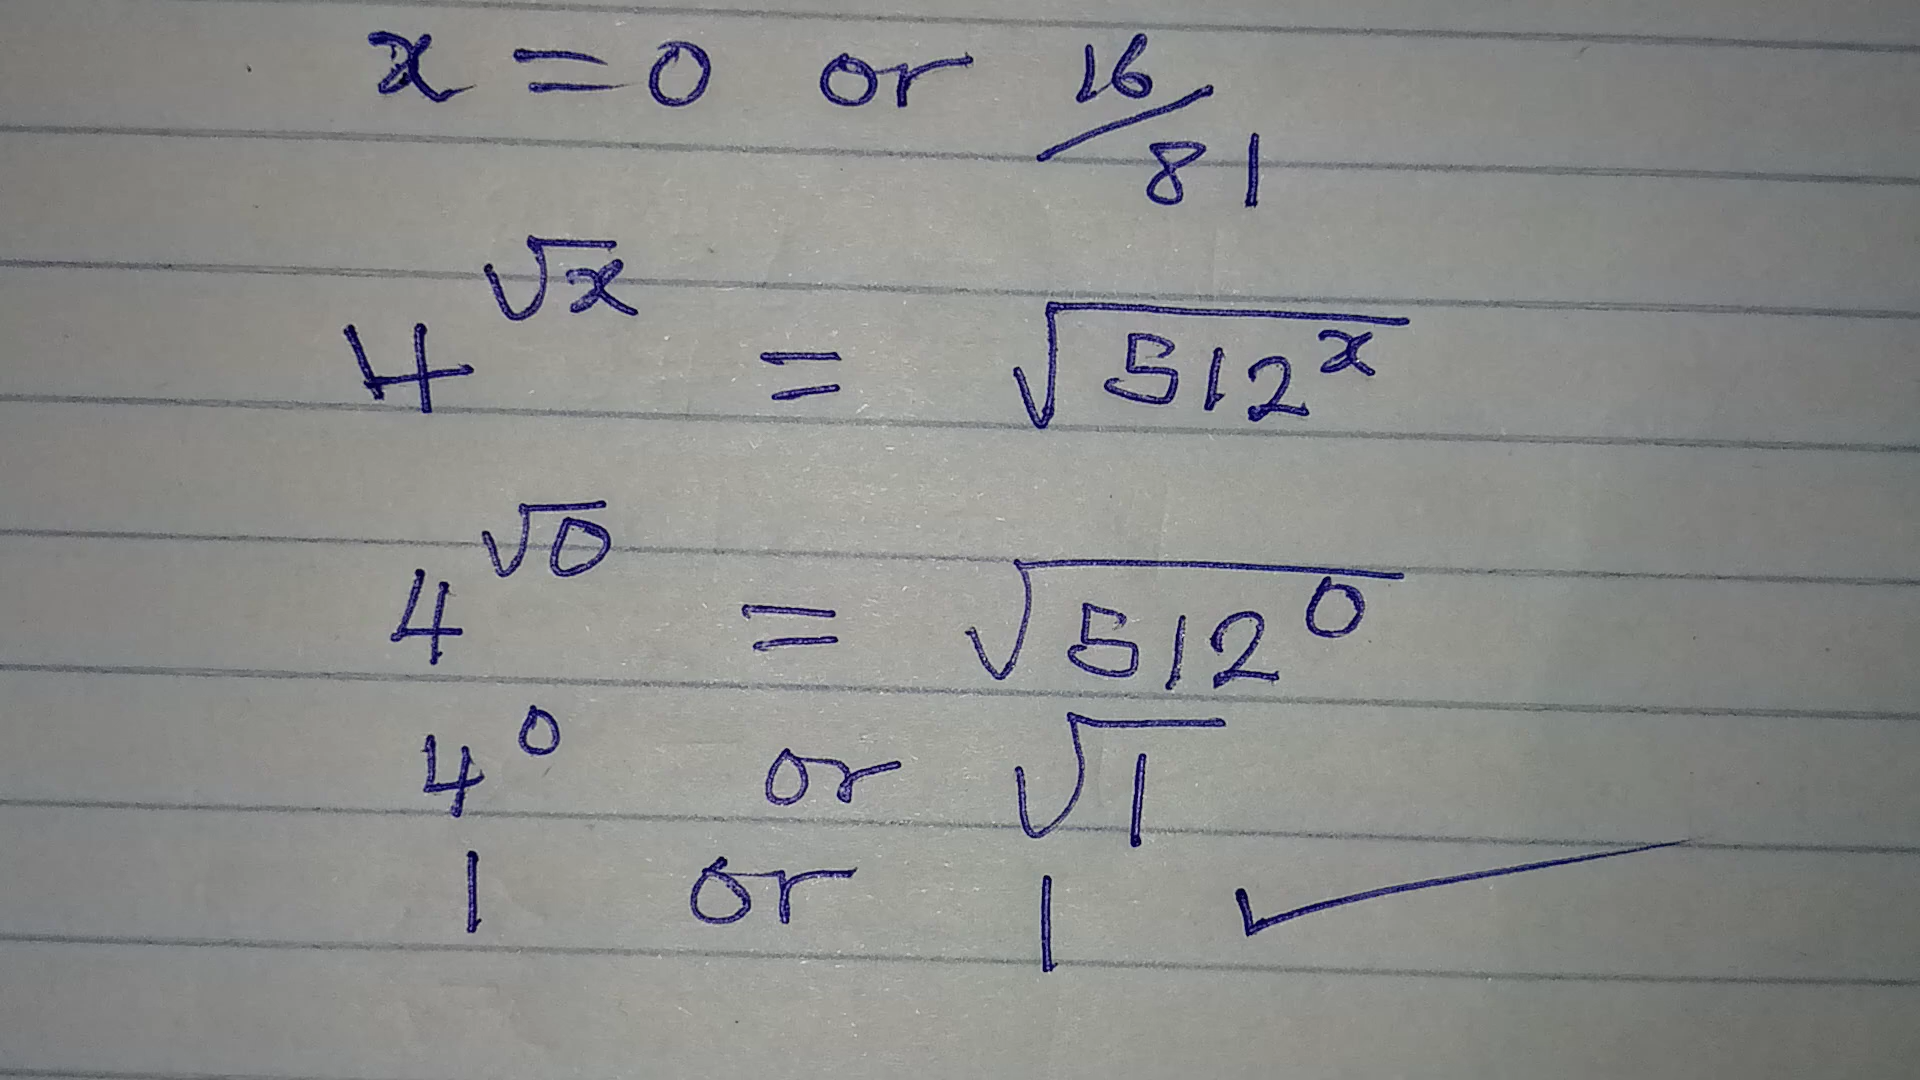 x = 0 or 16/81
4^√x = √512^x
4^√0 = √512^0
4^0 or √1
1 or 1 ✓